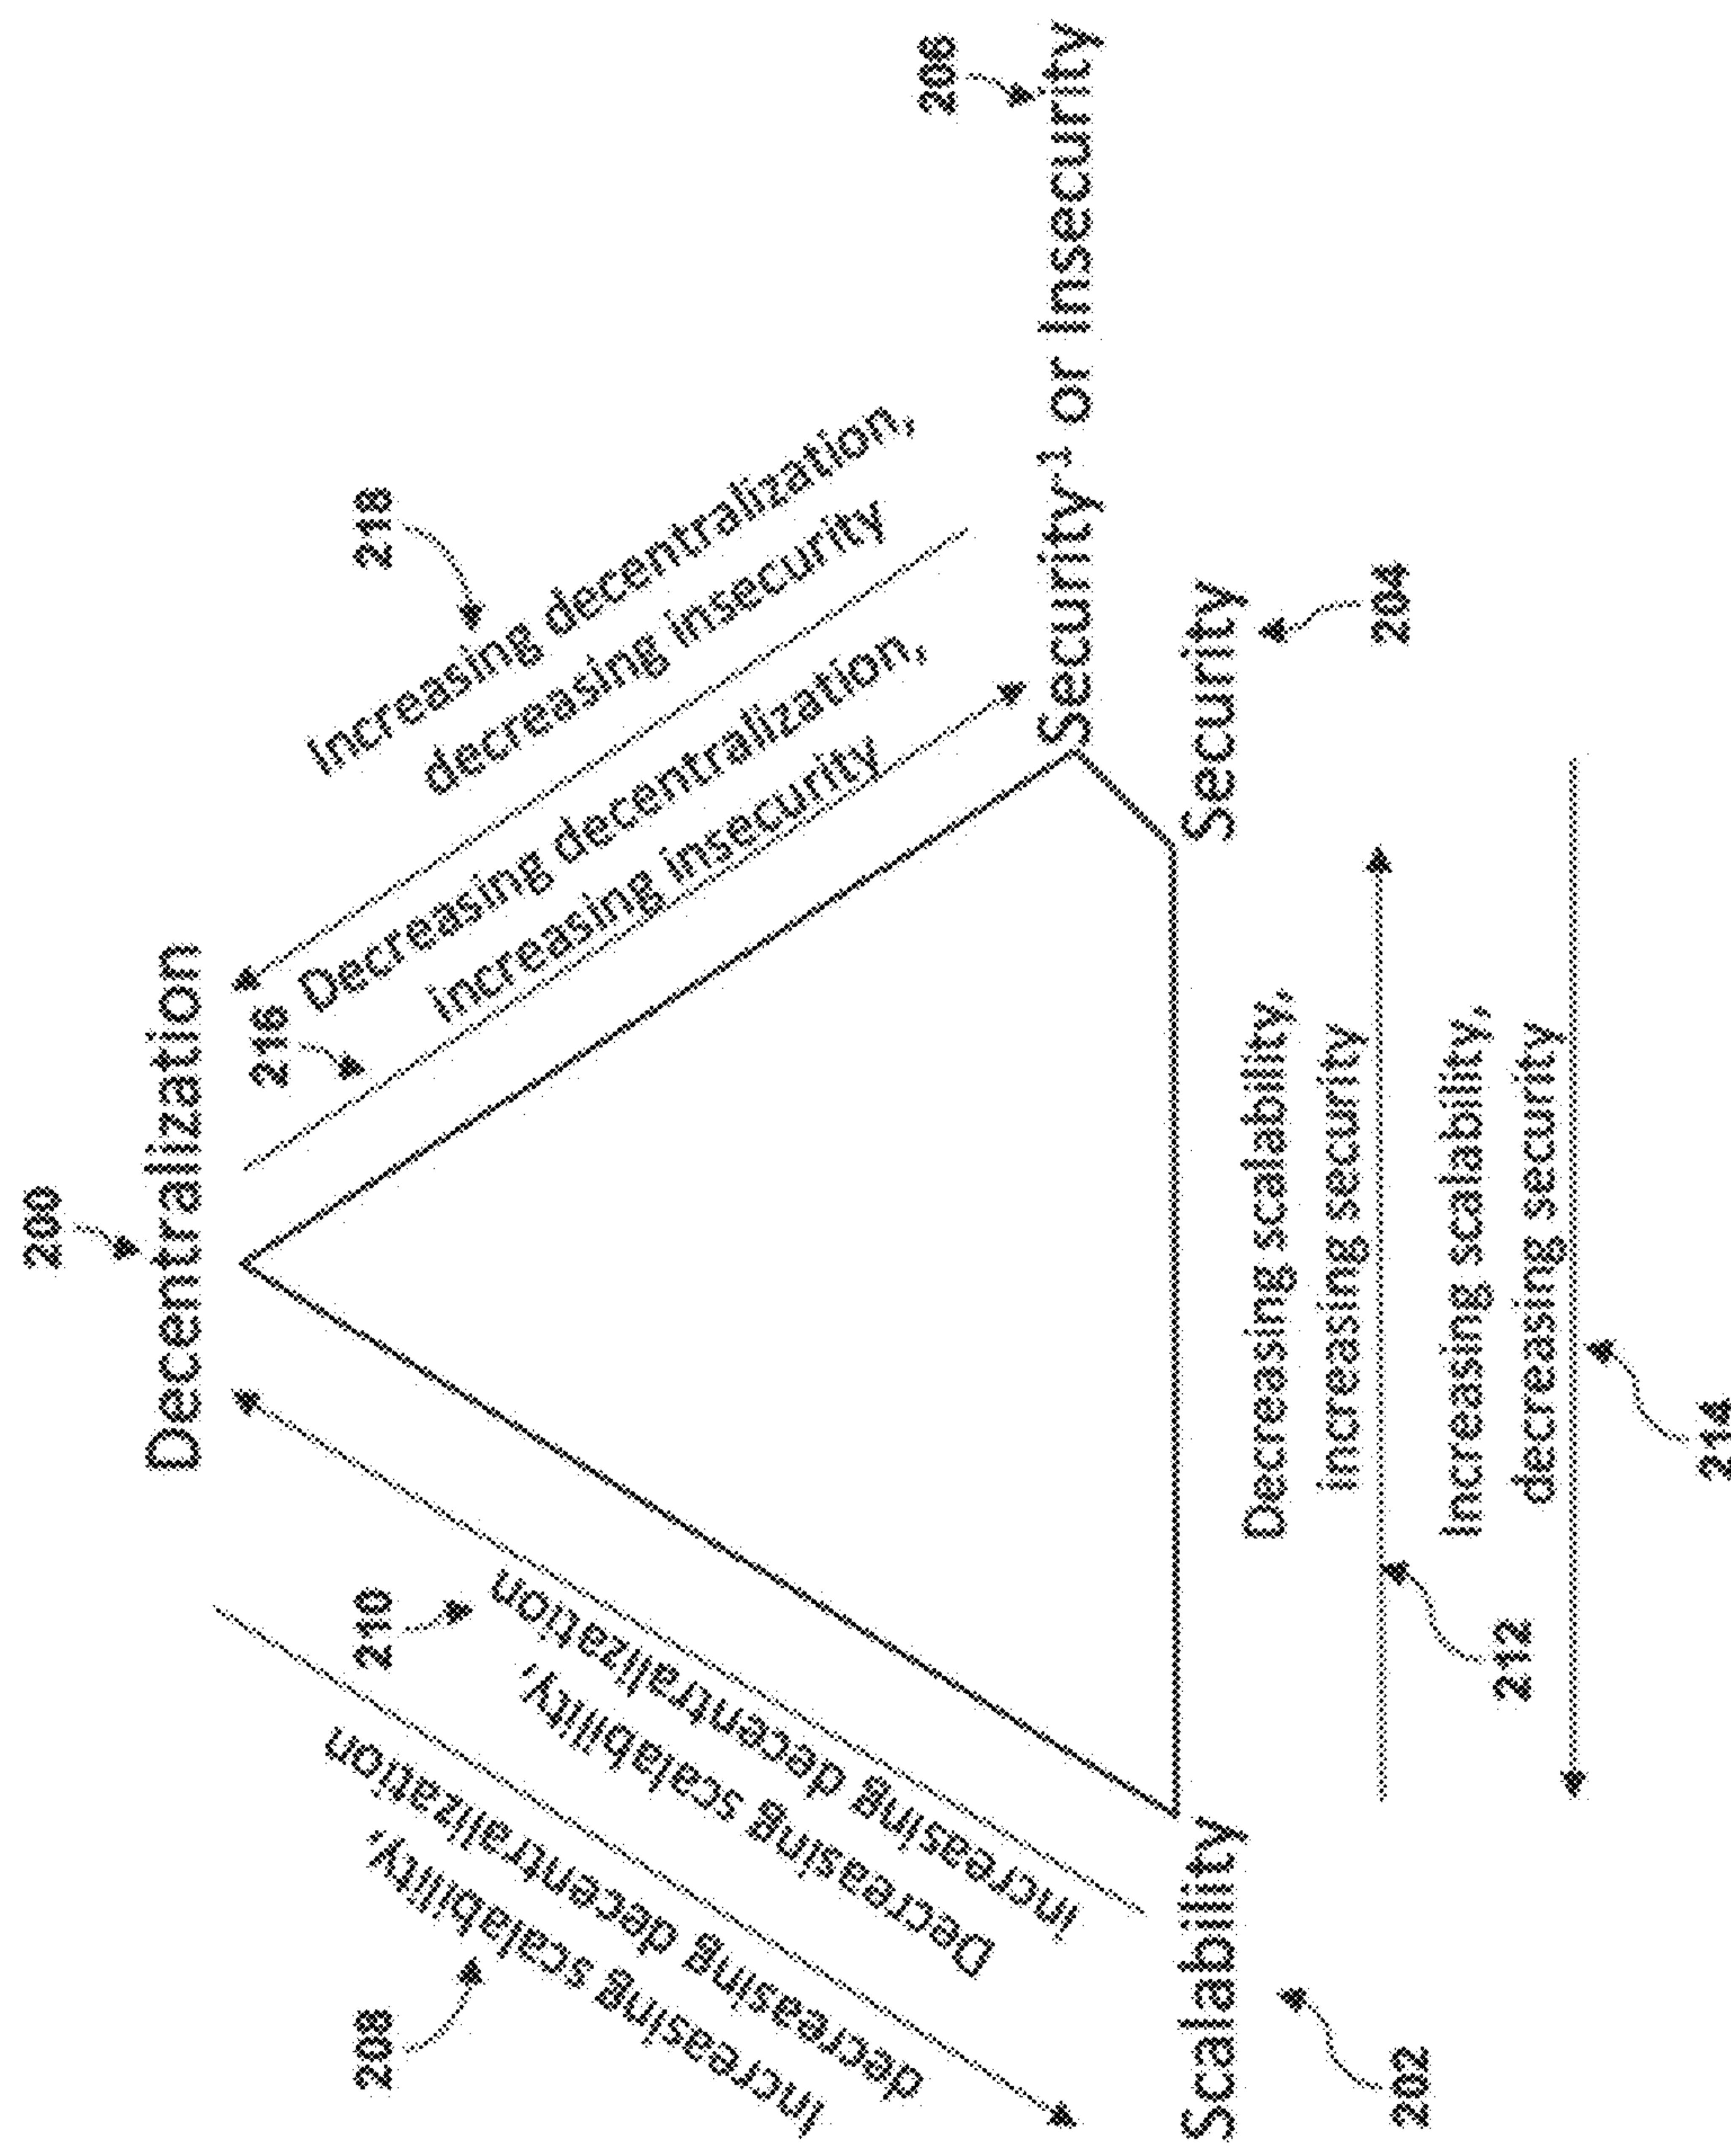 200
Decentralization
208
Increasing scalability,
decreasing decentralization
210
Decreasing scalability,
increasing decentralization
216
Decreasing decentralization,
increasing insecurity
218
Increasing decentralization,
decreasing insecurity
206
Security⁻¹ or Insecurity
Scalability
202
Security
204
Decreasing scalability,
increasing security
212
Increasing scalability,
decreasing security
214